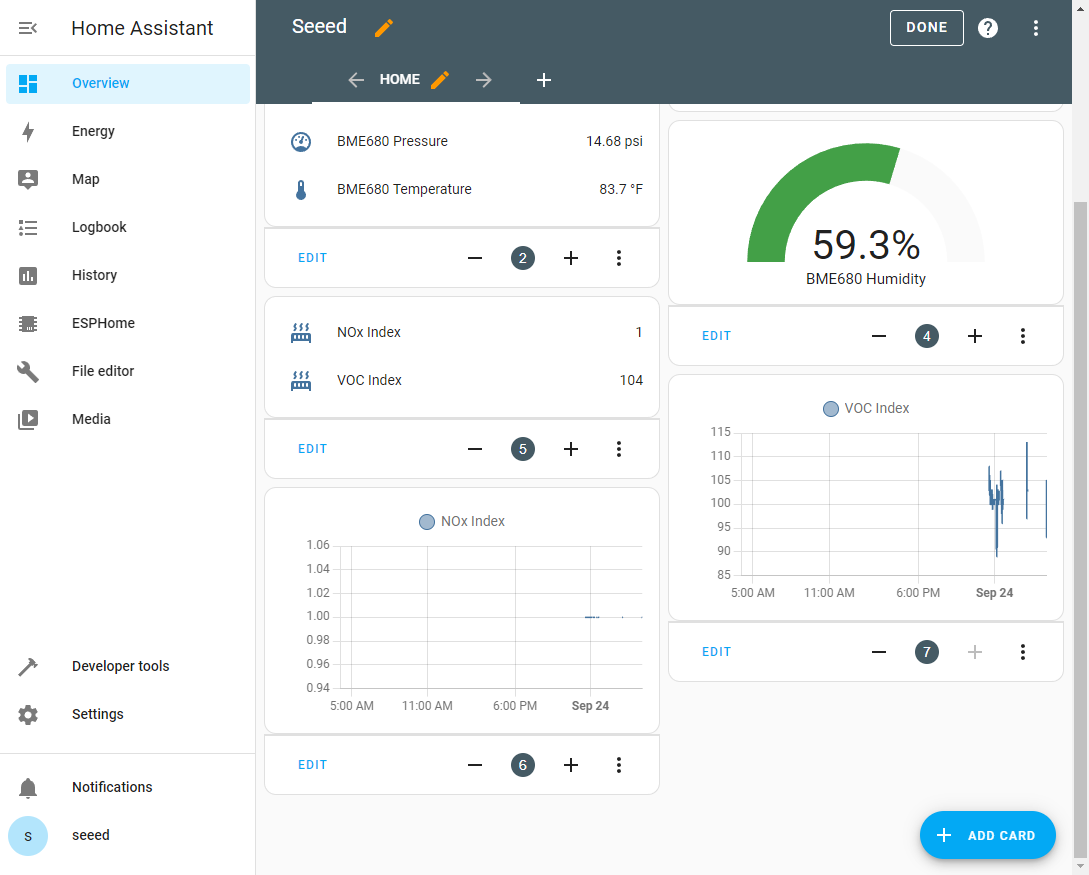 Home Assistant
Overview
Energy
Map
Logbook
History
ESPHome
File editor
Media
Developer tools
Settings
Notifications
S
seeed
Seeed
DONE
HOME
BME680 Pressure 14.68 psi
BME680 Temperature 83.7 °F
EDIT 2
NOx Index 1
VOC Index 104
EDIT 5
NOx Index
1.06
1.04
1.02
1.00
0.98
0.96
0.94
5:00 AM 11:00 AM 6:00 PM Sep 24
EDIT 6
59.3%
BME680 Humidity
EDIT 4
VOC Index
115
110
105
100
95
90
85
5:00 AM 11:00 AM 6:00 PM Sep 24
EDIT 7
ADD CARD